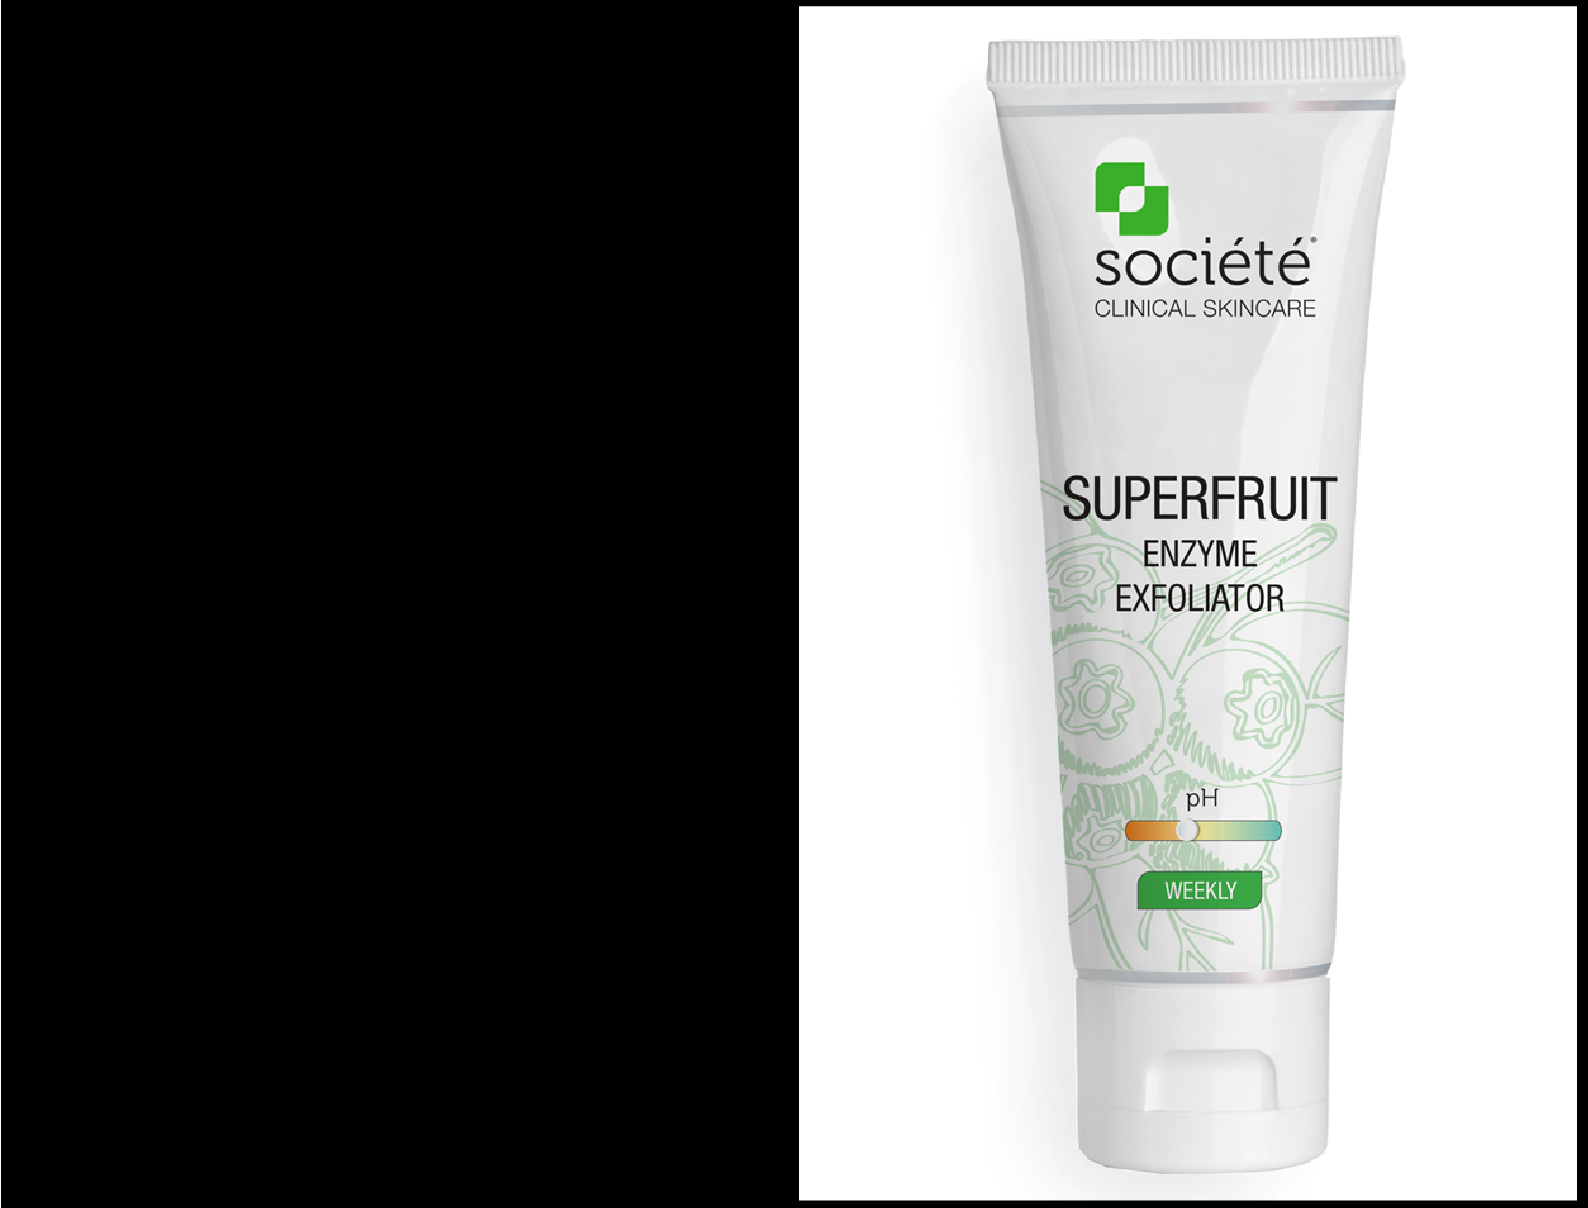 société®
CLINICAL SKINCARE
SUPERFRUIT
ENZYME
EXFOLIATOR
pH
WEEKLY